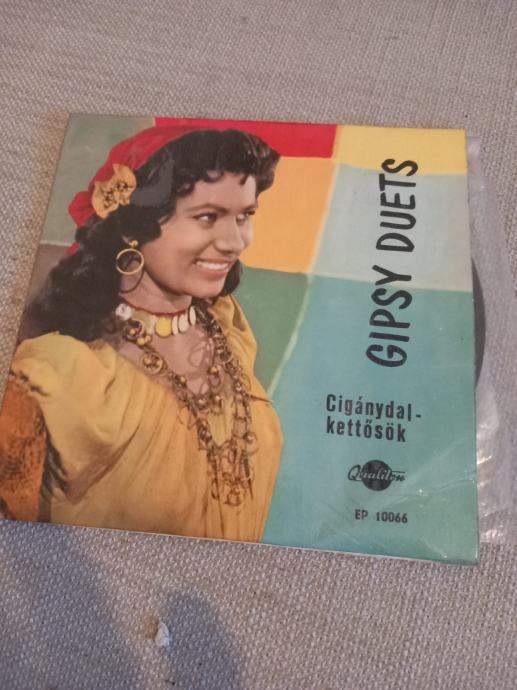 GIPSY DUETS
Cigánydal-
kettősök
Qualiton
EP 10066